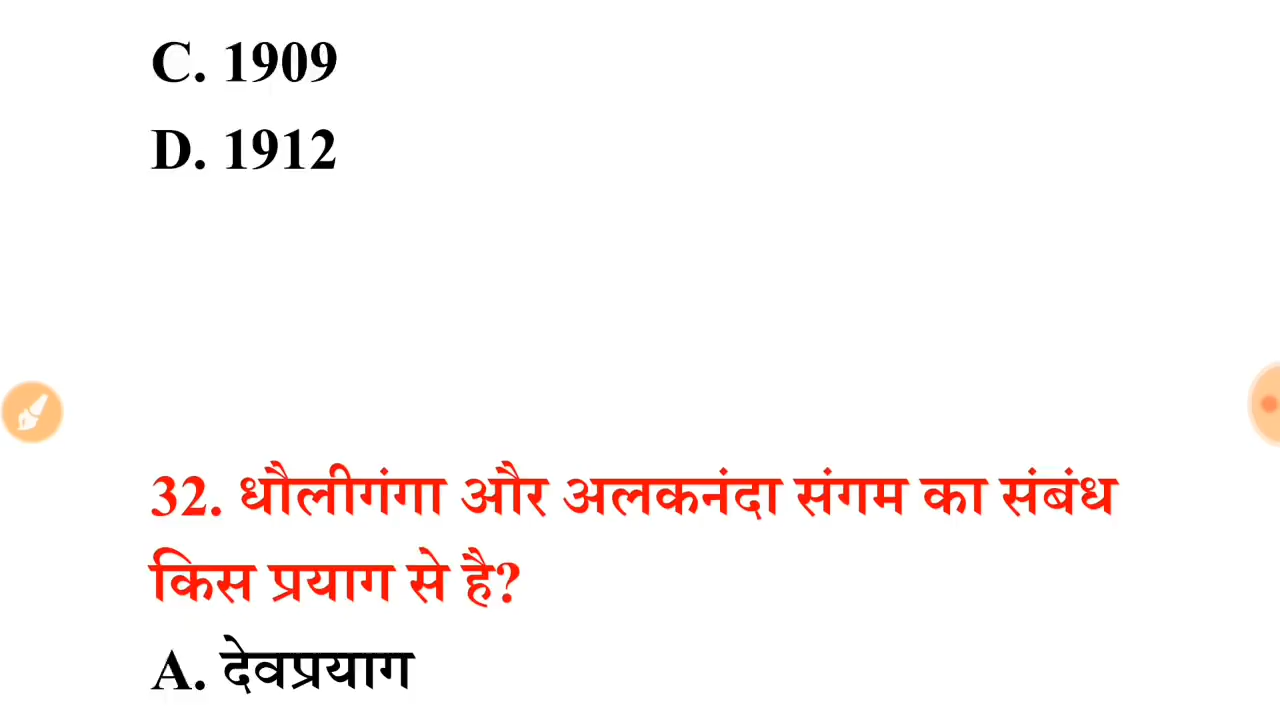 C. 1909
D. 1912
32. धौलीगंगा और अलकनंदा संगम का संबंध
किस प्रयाग से है?
A. देवप्रयाग